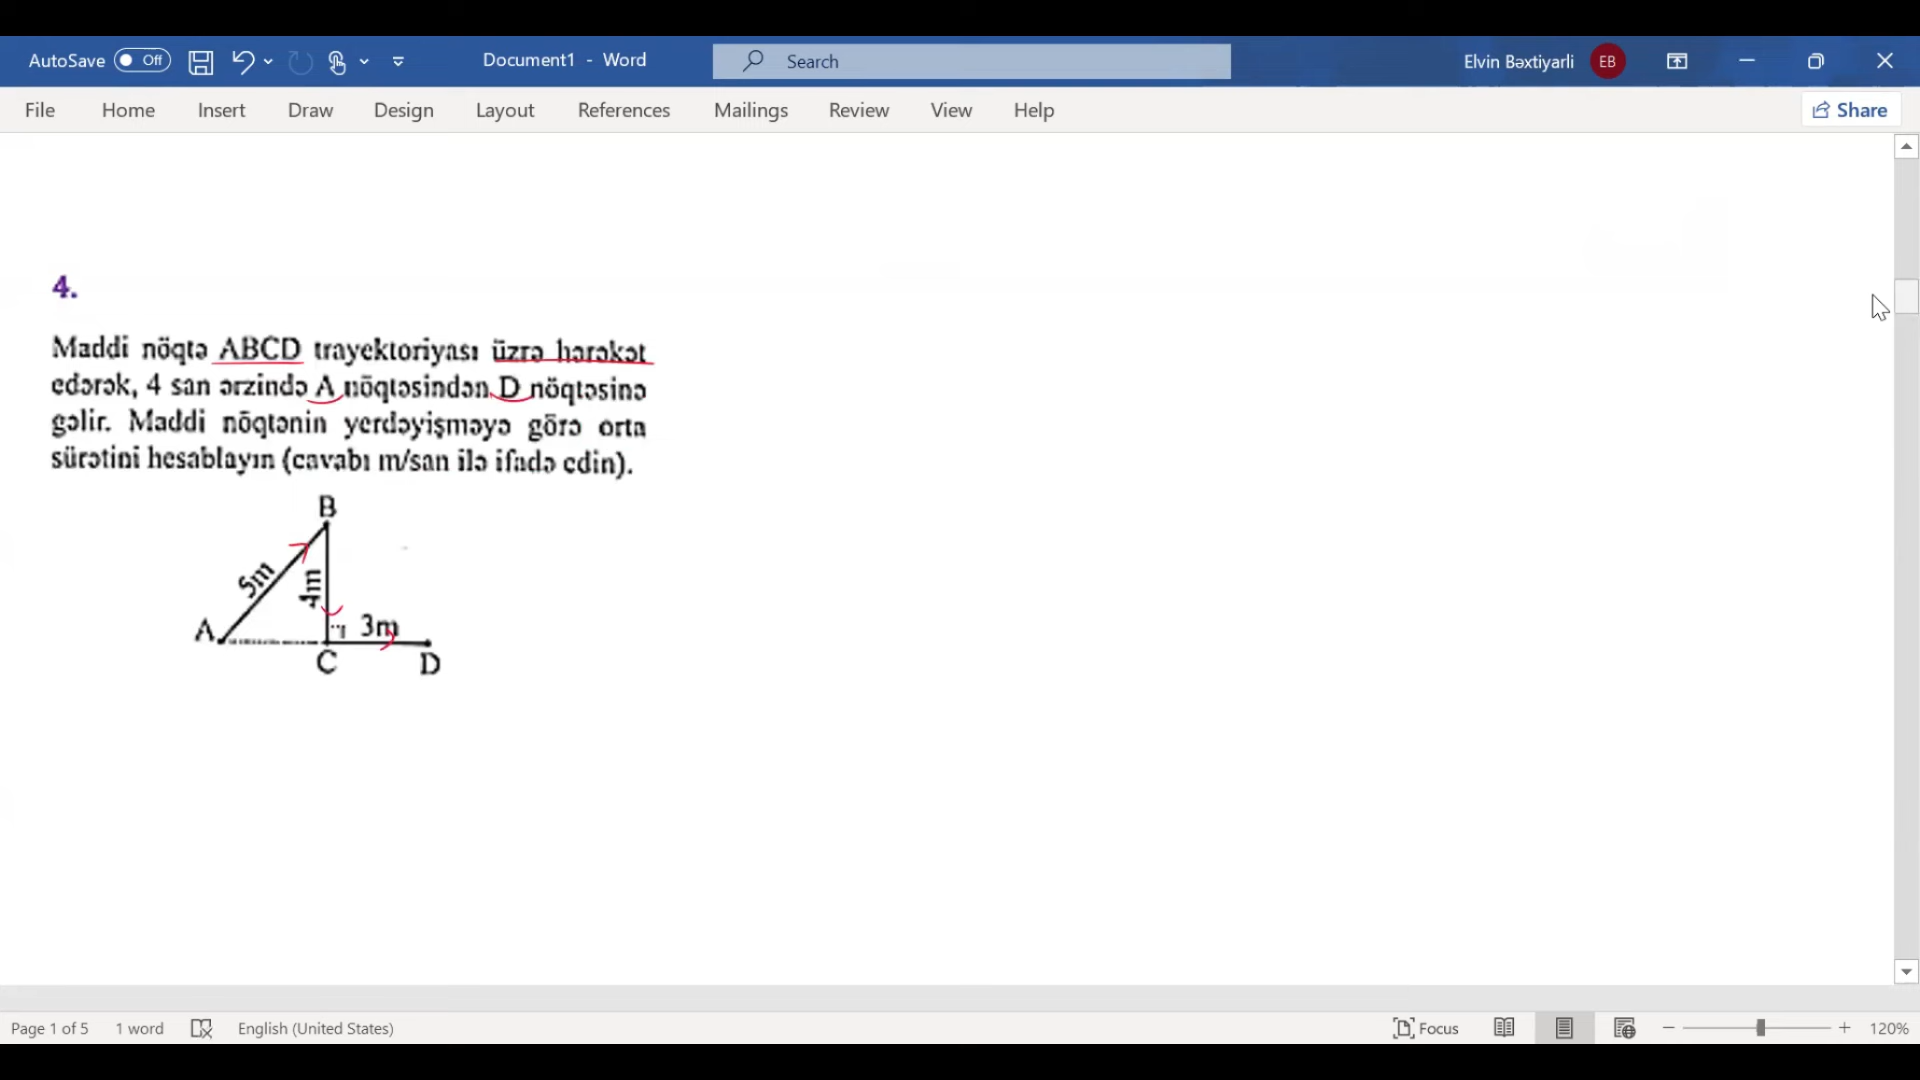 AutoSave Off Document1 - Word Search Elvin Bəxtiyarli EB
File Home Insert Draw Design Layout References Mailings Review View Help Share
4.
Maddi nöqtə ABCD trayektoriyası üzrə hərəkət
edərək, 4 san ərzində A nöqtəsindən D nöqtəsinə
gəlir. Maddi nöqtənin yerdəyişməyə görə orta
sürətini hesablayın (cavabı m/san ilə ifadə edin).
B
5m
4m
A
3m
C
D
Page 1 of 5 1 word English (United States) Focus 120%